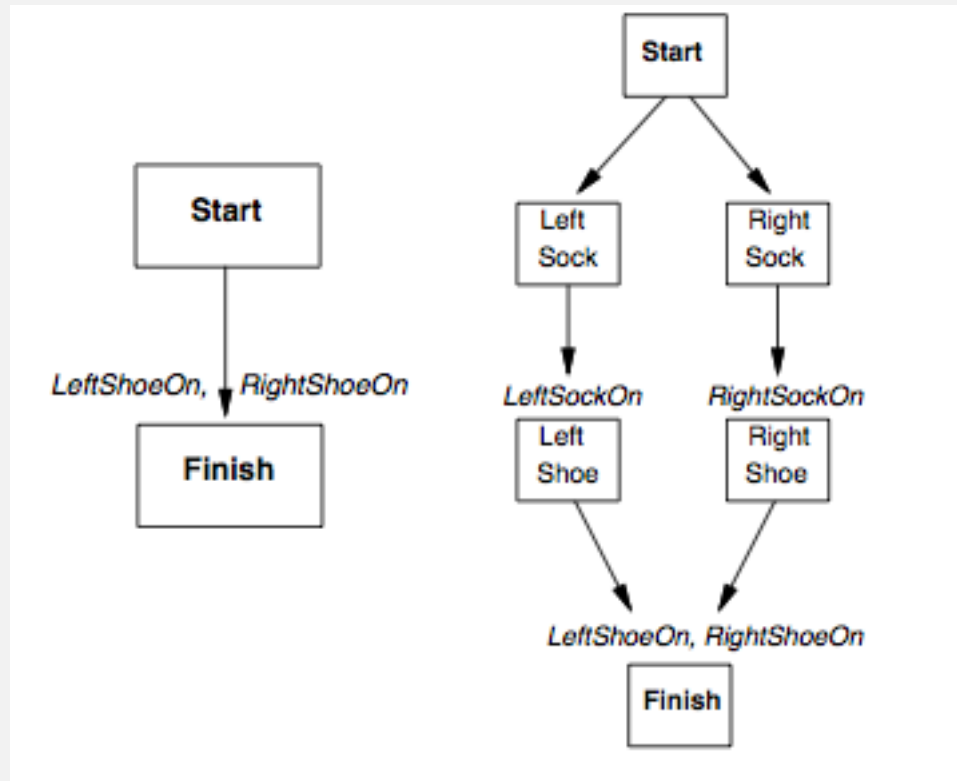 Start
LeftShoeOn, RightShoeOn
Finish
Start
Left
Sock
Right
Sock
LeftSockOn
RightSockOn
Left
Shoe
Right
Shoe
LeftShoeOn, RightShoeOn
Finish